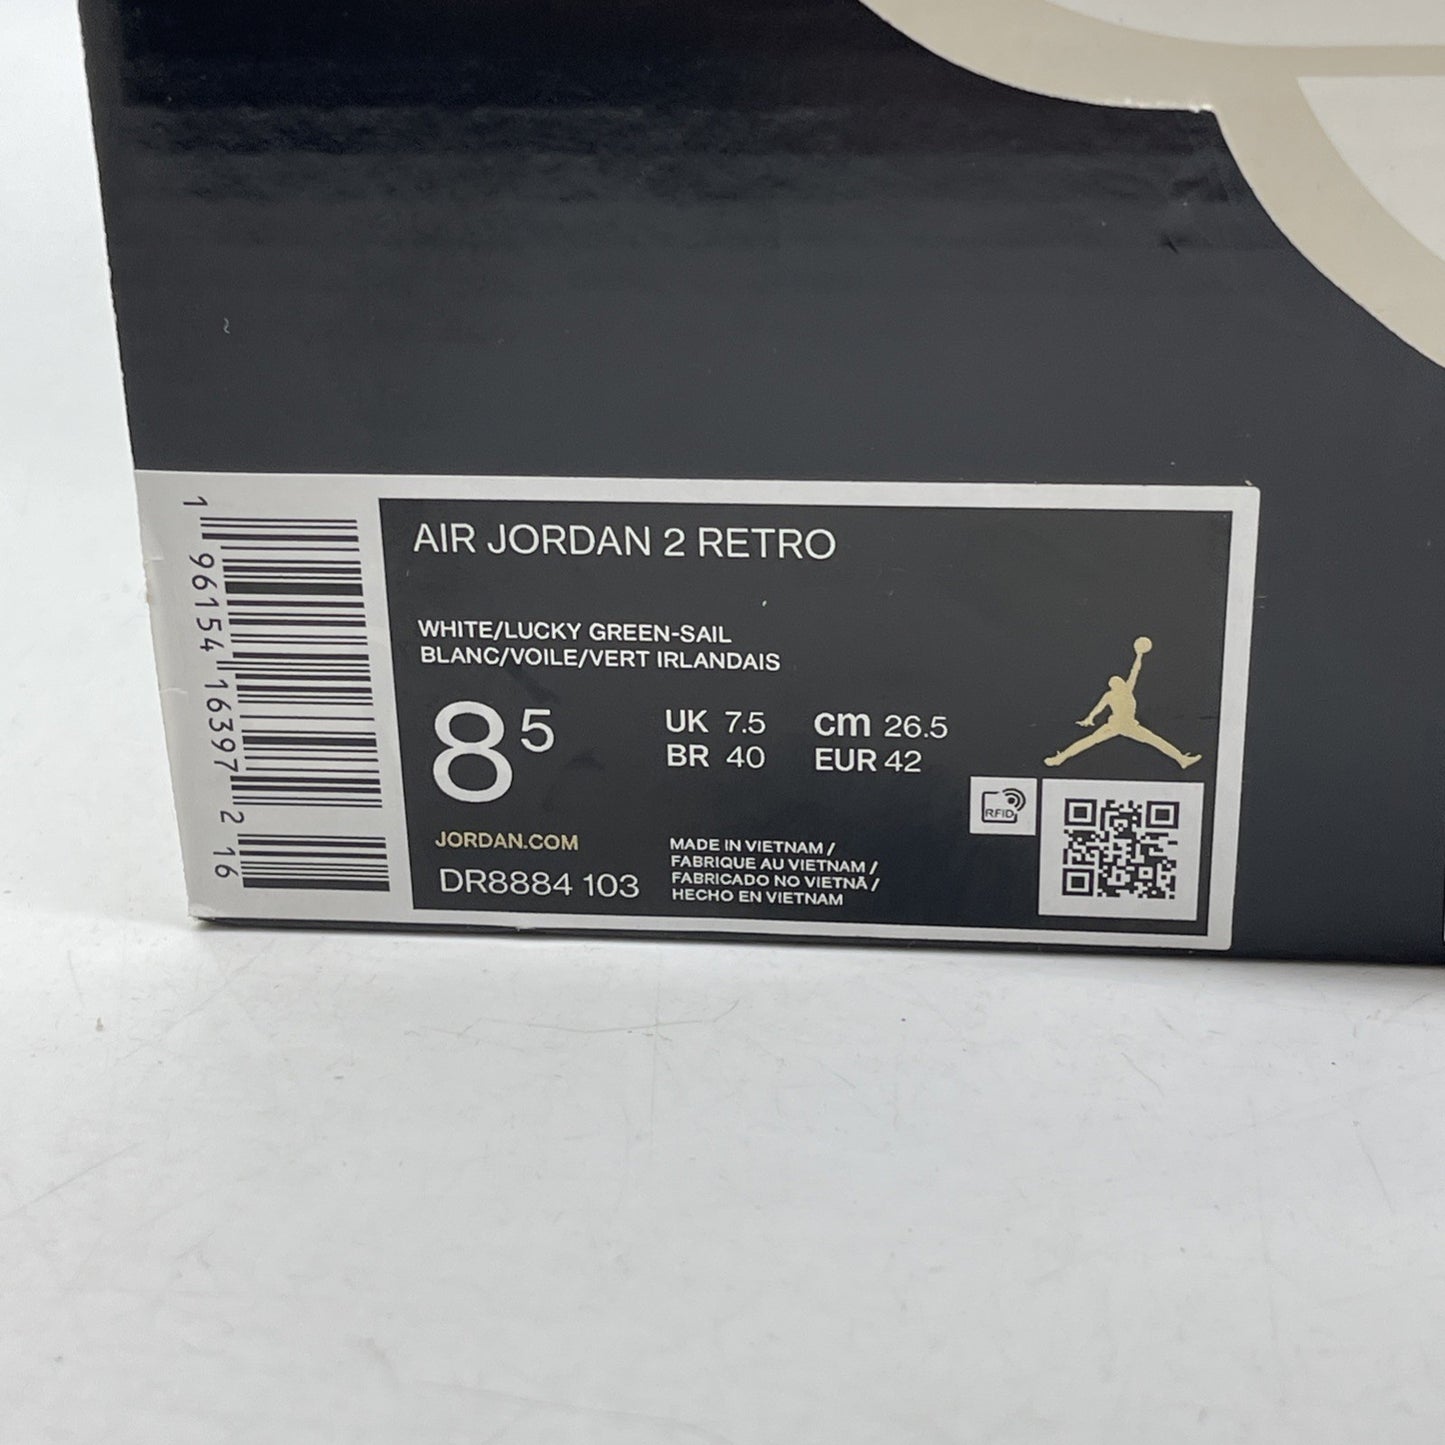 AIR JORDAN 2 RETRO
WHITE/LUCKY GREEN-SAIL
BLANC/VOILE/VERT IRLANDAIS
8 5
UK 7.5
cm 26.5
BR 40
EUR 42
JORDAN.COM
DR8884 103
MADE IN VIETNAM /
FABRIQUE AU VIETNAM /
FABRICADO NO VIETNÃ /
HECHO EN VIETNAM
RFID
1 96154 16397 2 16